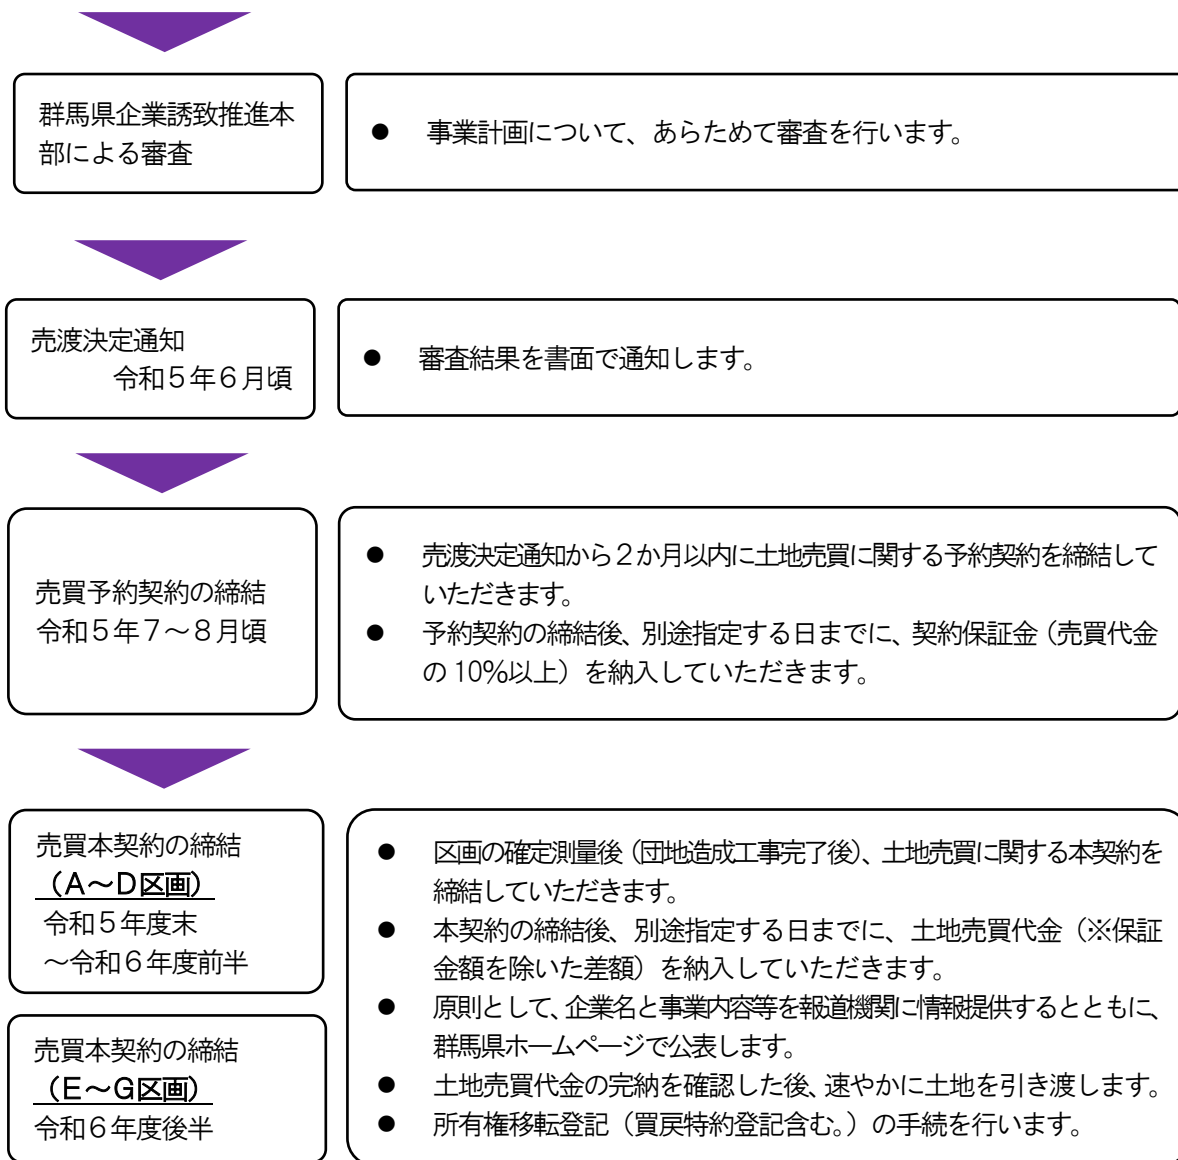 群馬県企業誘致推進本
部による審査
● 事業計画について、あらためて審査を行います。
売渡決定通知
令和５年６月頃
● 審査結果を書面で通知します。
売買予約契約の締結
令和５年７～８月頃
● 売渡決定通知から２か月以内に土地売買に関する予約契約を締結して
いただきます。
● 予約契約の締結後、別途指定する日までに、契約保証金（売買代金
の 10%以上）を納入していただきます。
売買本契約の締結
（A～D区画）
令和５年度末
～令和６年度前半
売買本契約の締結
（E～G区画）
令和６年度後半
● 区画の確定測量後（団地造成工事完了後）、土地売買に関する本契約を
締結していただきます。
● 本契約の締結後、別途指定する日までに、土地売買代金（※保証
金額を除いた差額）を納入していただきます。
● 原則として、企業名と事業内容等を報道機関に情報提供するとともに、
群馬県ホームページで公表します。
● 土地売買代金の完納を確認した後、速やかに土地を引き渡します。
● 所有権移転登記（買戻特約登記含む。）の手続を行います。